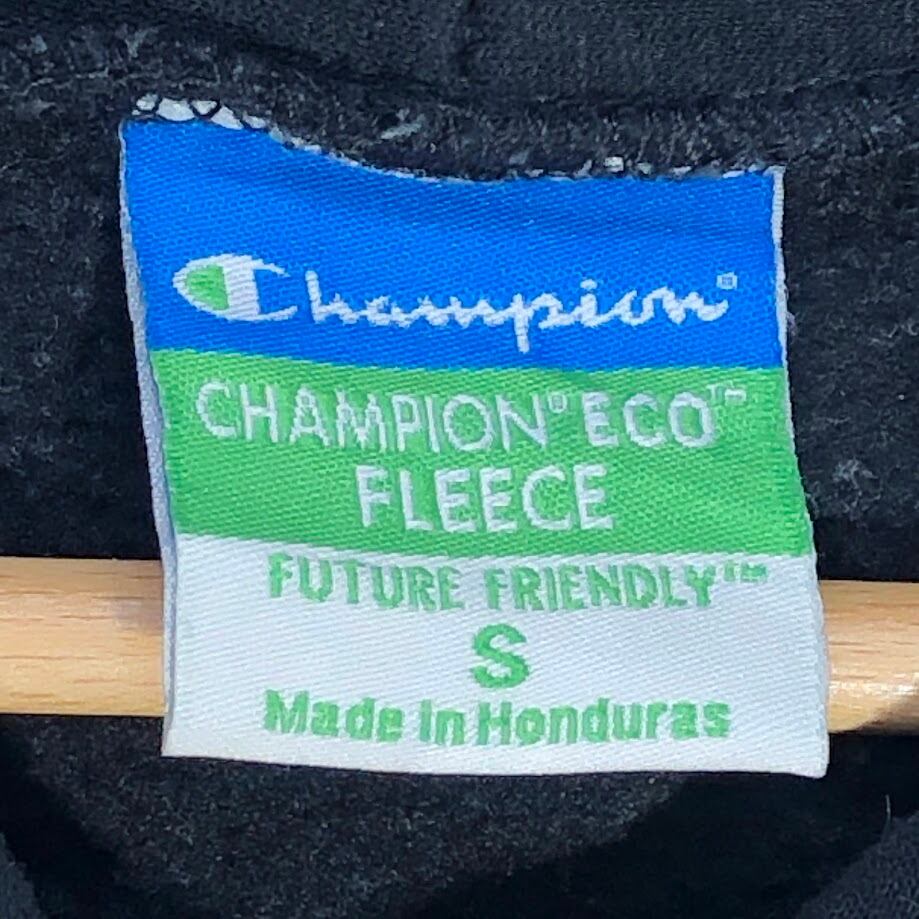 Champion®
CHAMPION® ECO™
FLEECE
FUTURE FRIENDLY™
S
Made in Honduras